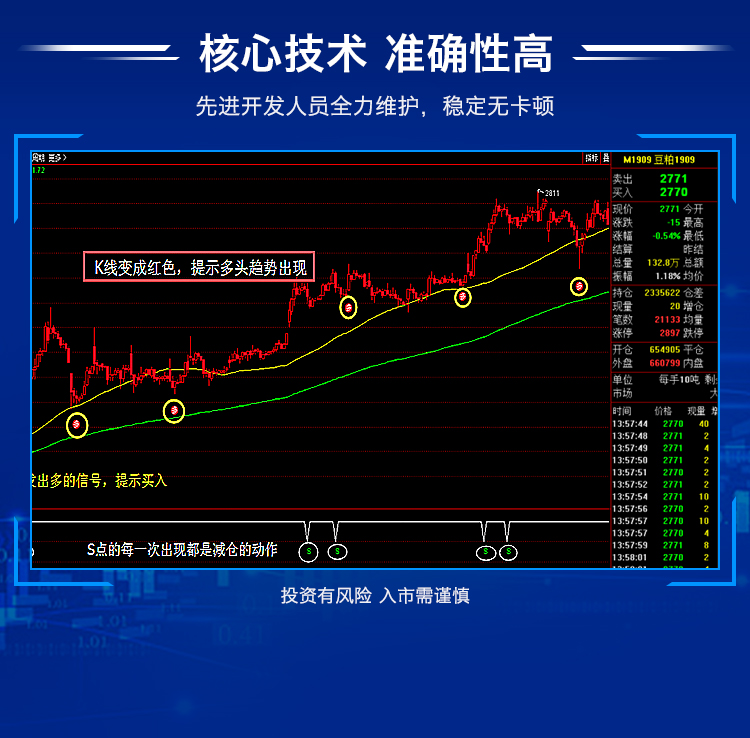 核心技术 准确性高
先进开发人员全力维护，稳定无卡顿
周期 更多>
指标
M1909 豆粕1909
卖出 2771
买入 2770
现价 2771 今开
涨跌 -15 最高
涨幅 -0.54% 最低
结算 昨结
总量 132.8万 总额
振幅 1.18% 均价
持仓 2335622 仓差
现量 20 增仓
笔数 21133 均量
涨停 2897 跌停
开仓 654905 平仓
外盘 660799 内盘
单位 每手10吨
市场
时间 价格 现量
13:57:44 2770 40
13:57:48 2771 2
13:57:49 2771 4
13:57:50 2771 2
13:57:51 2770 2
13:57:52 2771 2
13:57:54 2771 10
13:57:56 2770 2
13:57:57 2770 10
13:57:57 2770 4
13:57:59 2771 8
13:58:01 2770 2
2811
K线变成红色，提示多头趋势出现
多 多 多 多 多
发出多的信号，提示买入
S点的每一次出现都是减仓的动作
S S S S
投资有风险 入市需谨慎